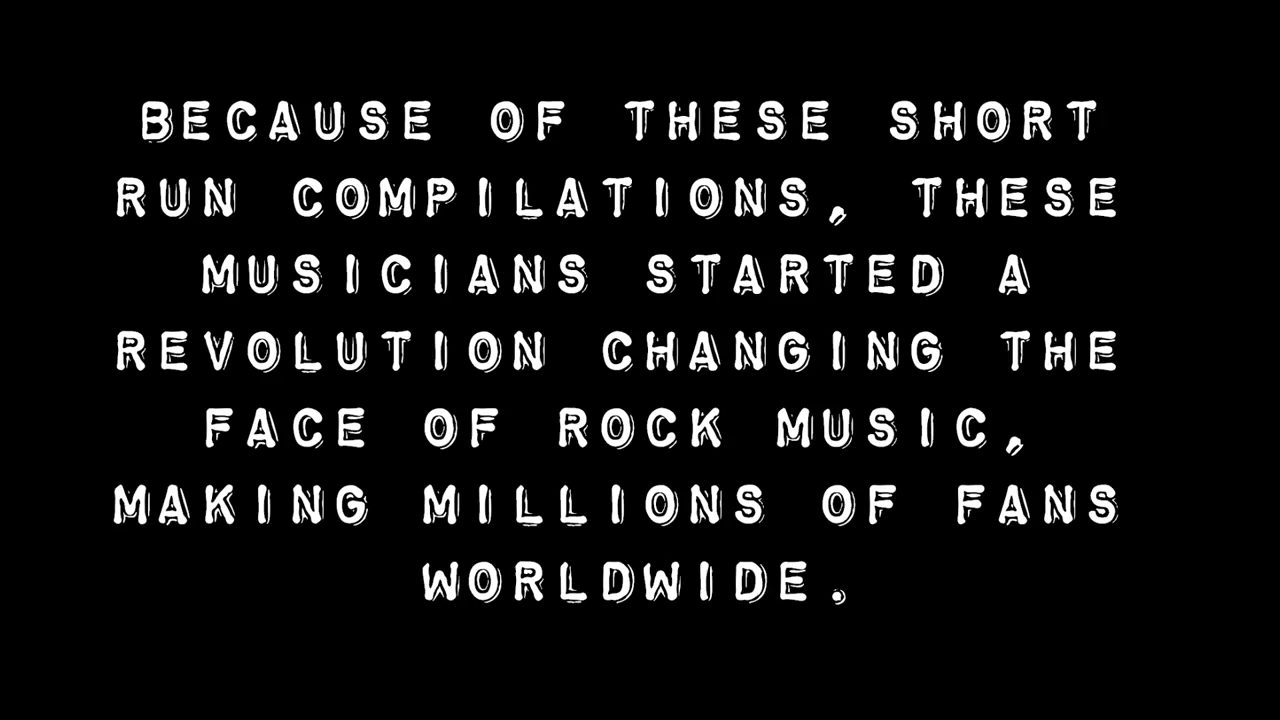 BECAUSE OF THESE SHORT
RUN COMPILATIONS, THESE
MUSICIANS STARTED A
REVOLUTION CHANGING THE
FACE OF ROCK MUSIC,
MAKING MILLIONS OF FANS
WORLDWIDE.